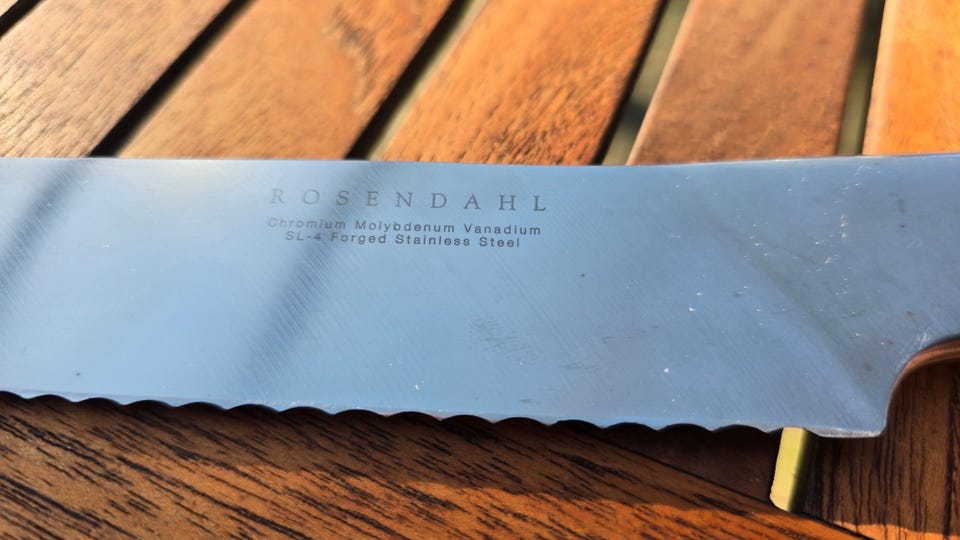 ROSENDAHL
Chromium Molybdenum Vanadium
SL-4 Forged Stainless Steel